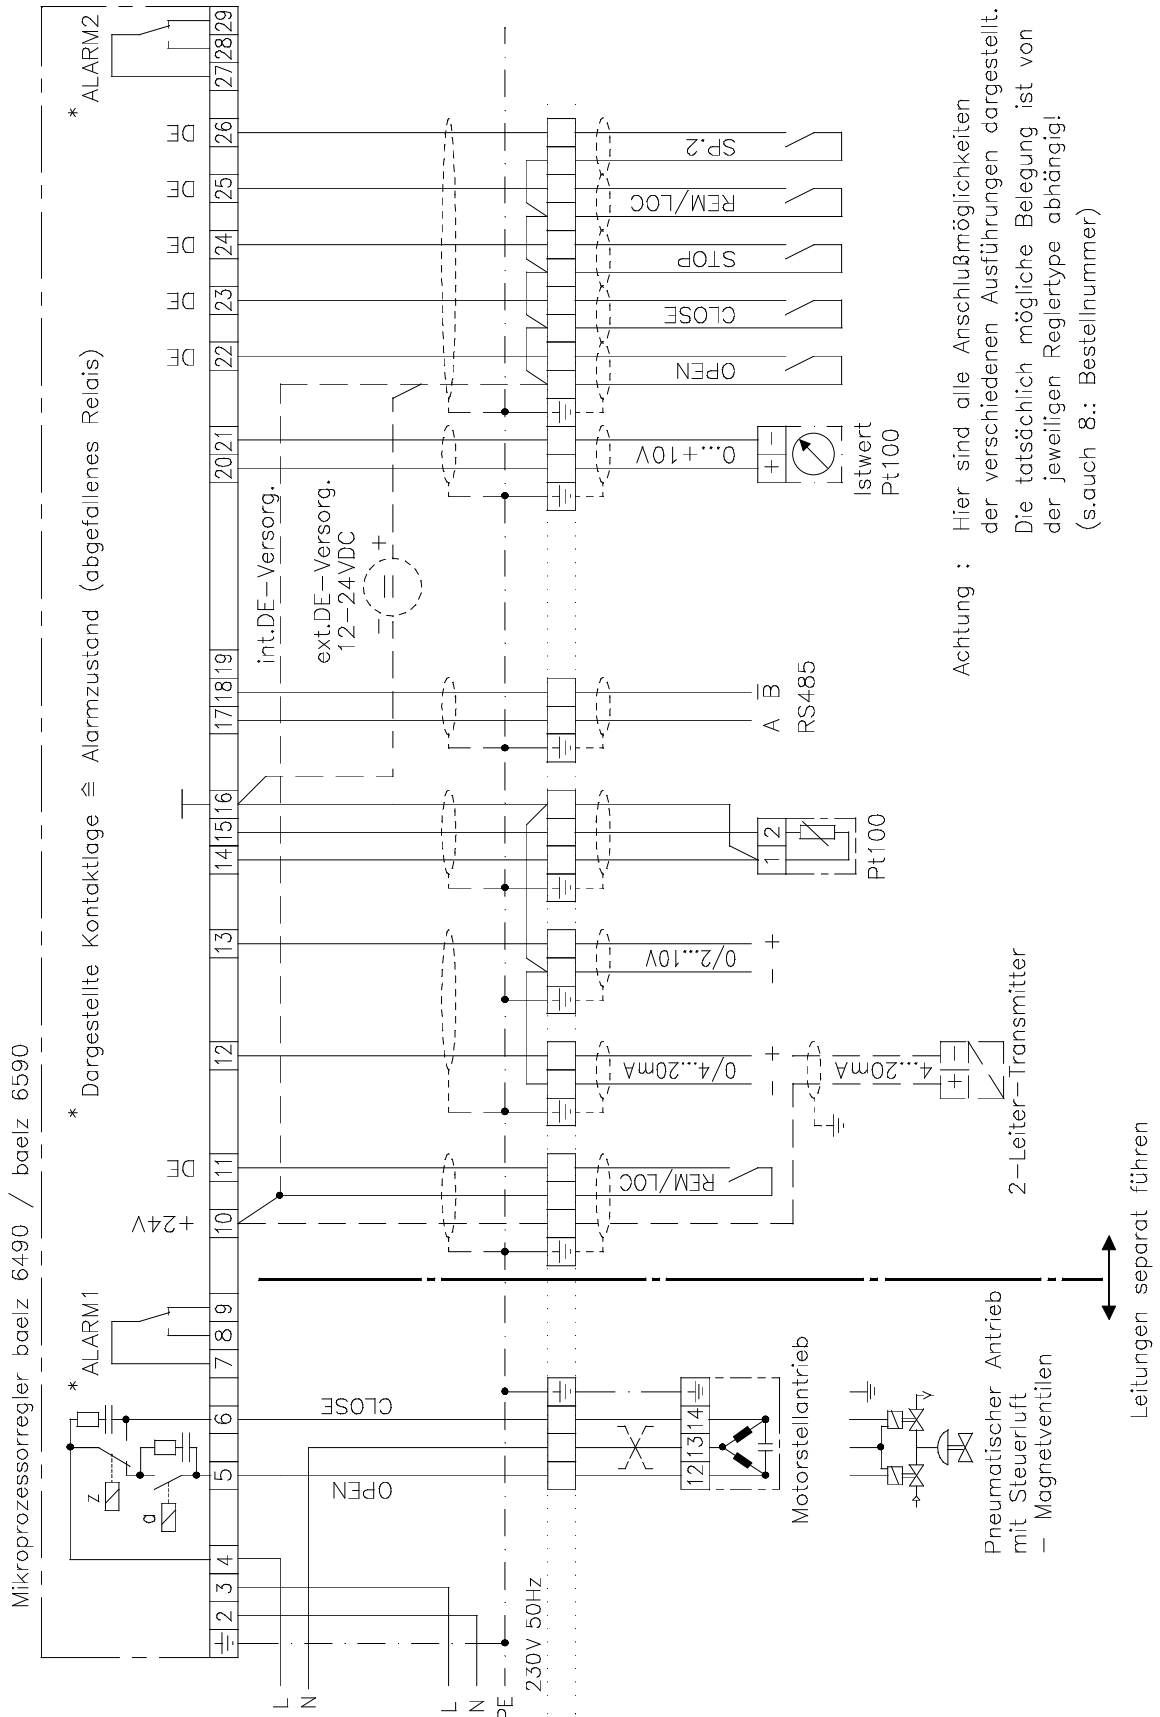 Mikroprozessorregler baelz 6490 / baelz 6590
* Dargestellte Kontaktlage ≙ Alarmzustand (abgefallenes Relais)
* ALARM1
* ALARM2
z
a
+24V
DE
DE
DE
DE
DE
DE
2 3 4 5 6 7 8 9 10 11 12 13 14 15 16 17 18 19 20 21 22 23 24 25 26 27 28 29
int.DE-Versorg.
ext.DE-Versorg.
12-24VDC
- = +
OPEN
CLOSE
L
N
L
N
PE
230V 50Hz
REM/LOC
0/4...20mA
- +
0/2...10V
- +
0...+10V
OPEN
CLOSE
STOP
REM/LOC
SP.2
12 13 14
Motorstellantrieb
4...20mA
+ -
2-Leiter-Transmitter
1 2
Pt100
A B̅
RS485
+ -
Istwert
Pt100
Pneumatischer Antrieb
mit Steuerluft
- Magnetventilen
Leitungen separat führen
Achtung : Hier sind alle Anschlußmöglichkeiten
der verschiedenen Ausführungen dargestellt.
Die tatsächlich mögliche Belegung ist von
der jeweiligen Reglertype abhängig!
(s.auch 8.: Bestellnummer)